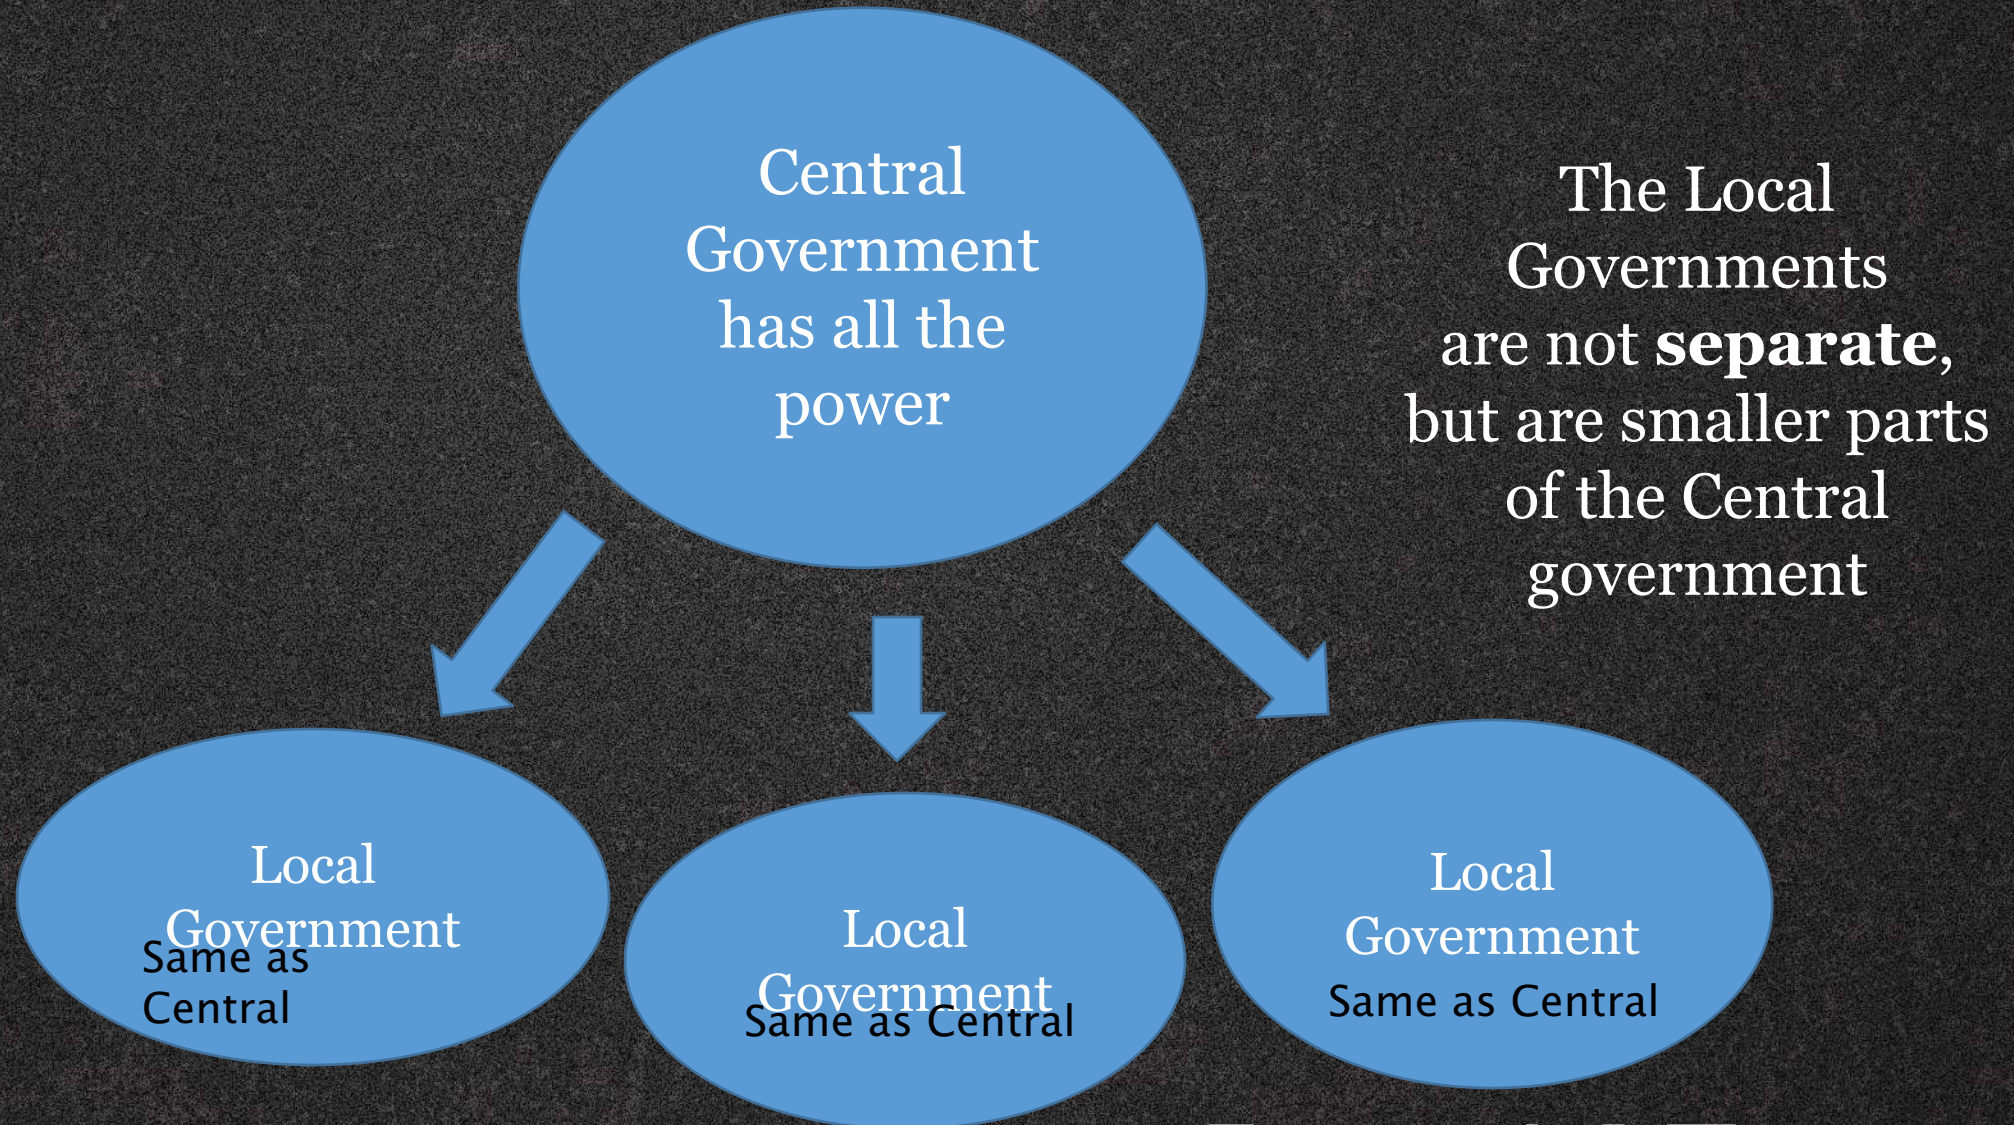 Central
Government
has all the
power
The Local
Governments
are not separate,
but are smaller parts
of the Central
government
Local
Government
Same as
Central
Local
Government
Same as Central
Local
Government
Same as Central